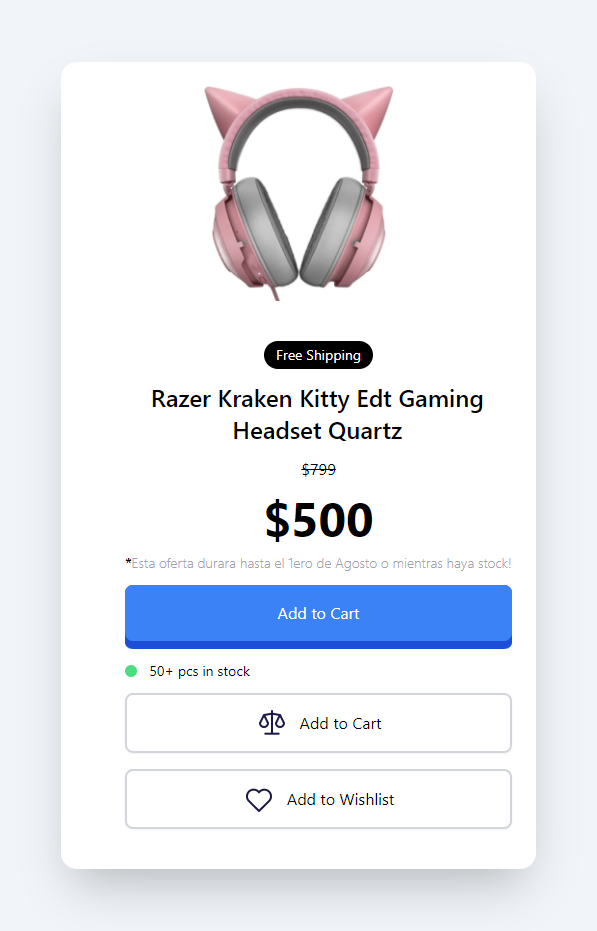 Free Shipping
Razer Kraken Kitty Edt Gaming
Headset Quartz
$799
$500
*Esta oferta durara hasta el 1ero de Agosto o mientras haya stock!
Add to Cart
50+ pcs in stock
Add to Cart
Add to Wishlist